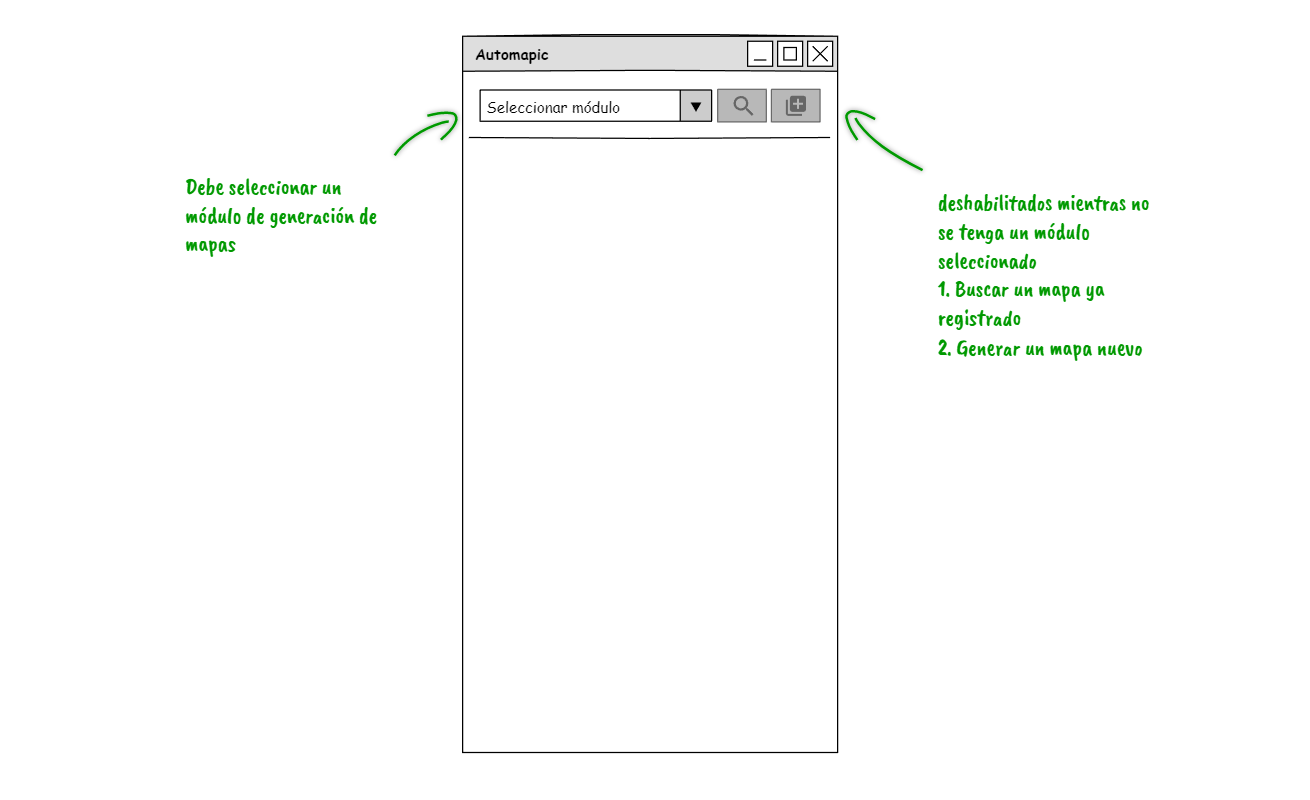 Automapic
Seleccionar módulo
Debe seleccionar un
módulo de generación de
mapas
deshabilitados mientras no
se tenga un módulo
seleccionado
1. Buscar un mapa ya
registrado
2. Generar un mapa nuevo